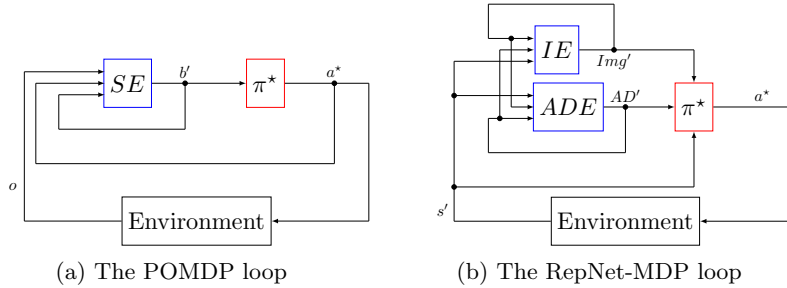 SE
b′
π⋆
a⋆
o
Environment
(a) The POMDP loop
IE
Img′
ADE
AD′
π⋆
a⋆
s′
Environment
(b) The RepNet-MDP loop